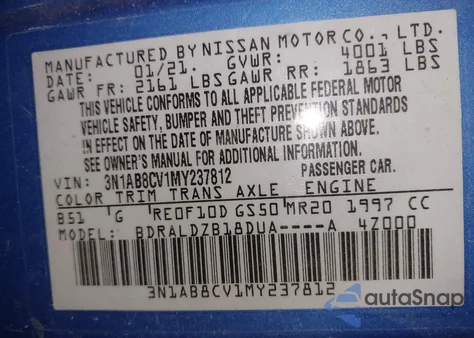 MANUFACTURED BY NISSAN MOTOR CO., LTD.
DATE: 01/21. GVWR: 4001 LBS
GAWR FR: 2161 LBS GAWR RR: 1863 LBS
THIS VEHICLE CONFORMS TO ALL APPLICABLE FEDERAL MOTOR
VEHICLE SAFETY, BUMPER AND THEFT PREVENTION STANDARDS
IN EFFECT ON THE DATE OF MANUFACTURE SHOWN ABOVE.
SEE OWNER'S MANUAL FOR ADDITIONAL INFORMATION.
PASSENGER CAR.
VIN: 3N1AB8CV1MY237812
COLOR TRIM TRANS AXLE ENGINE
B51 G RE0F10D GS50 MR20 1997 CC
MODEL: BDRALDZB18DUA----A 4Z000
3N1AB8CV1MY237812
autaSnap